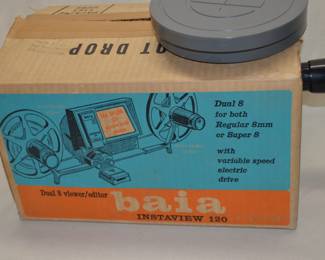 OT DROP
Dual 8
for both
Regular 8mm
or Super 8
with
variable speed
electric
drive
Dual 8 viewer/editor
baia
INSTAVIEW 120